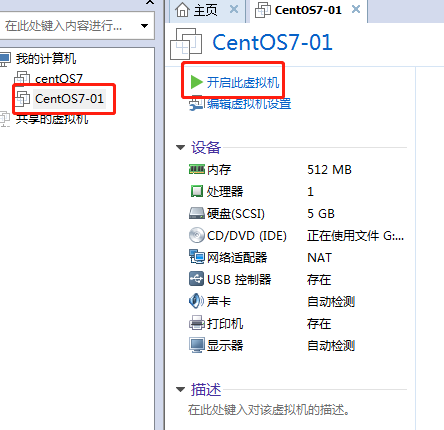 在此处键入内容进行...
我的计算机
centOS7
CentOS7-01
共享的虚拟机
主页
CentOS7-01
CentOS7-01
开启此虚拟机
编辑虚拟机设置
设备
内存 512 MB
处理器 1
硬盘(SCSI) 5 GB
CD/DVD (IDE) 正在使用文件 G:...
网络适配器 NAT
USB 控制器 存在
声卡 自动检测
打印机 存在
显示器 自动检测
描述
在此处键入对该虚拟机的描述。